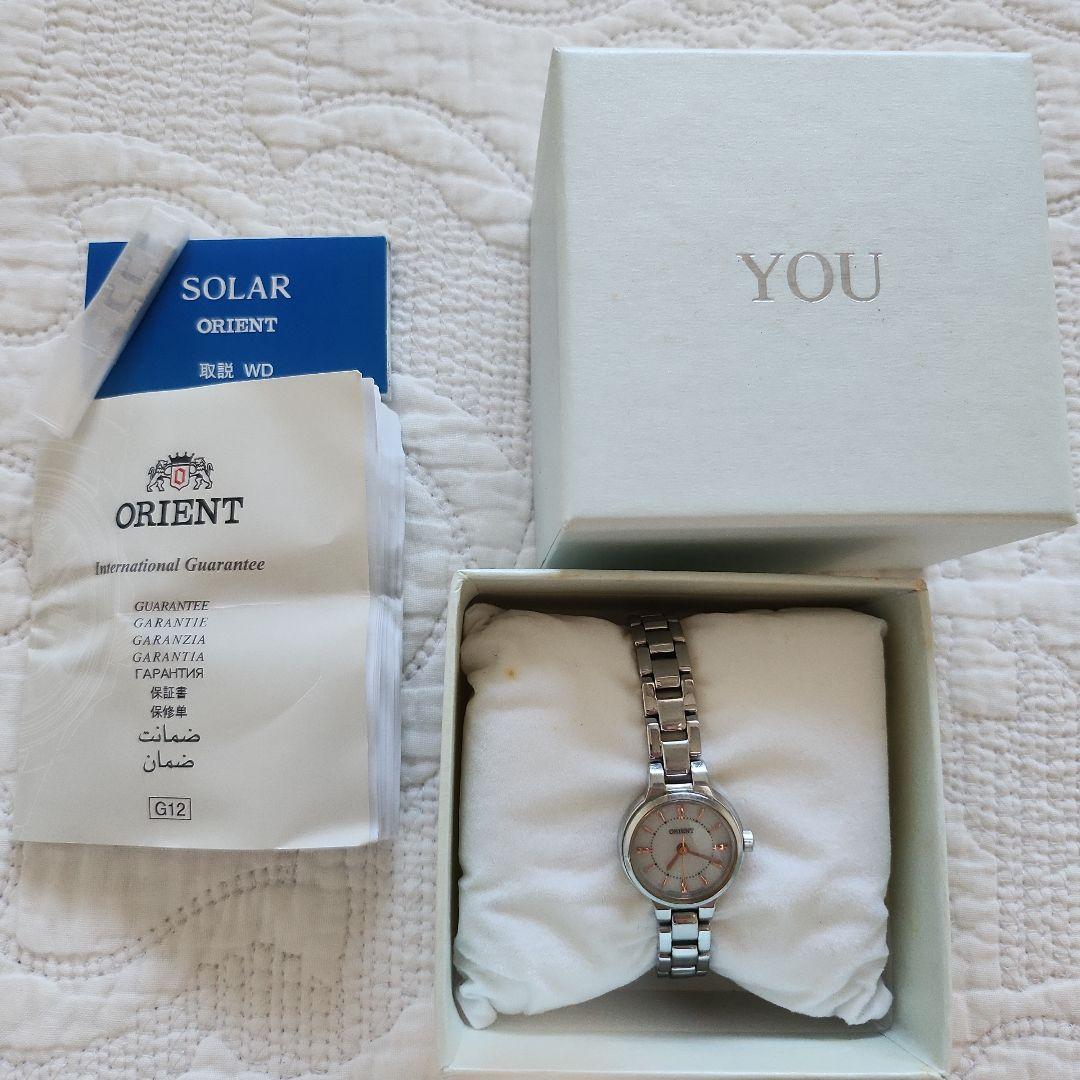 SOLAR
ORIENT
取説 WD
ORIENT
International Guarantee
GUARANTEE
GARANTIE
GARANZIA
GARANTIA
ГАРАНТИЯ
保証書
保修单
ضمانت
ضمان
G12
YOU
ORIENT